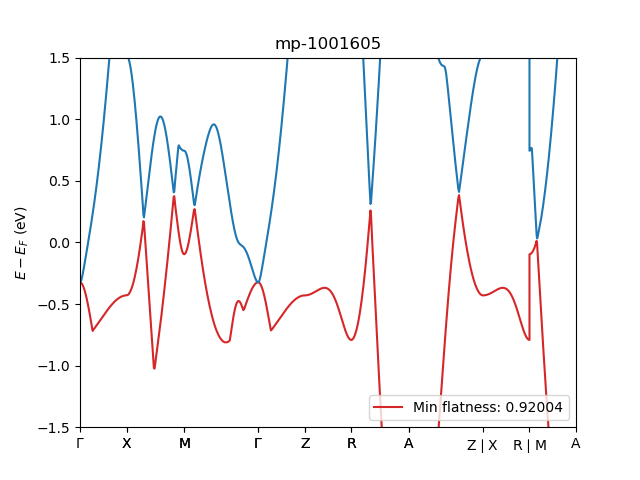 mp-1001605
E − E_F (eV)
1.5
1.0
0.5
0.0
−0.5
−1.0
−1.5
Min flatness: 0.92004
Γ X M Γ Z R A Z | X R | M A